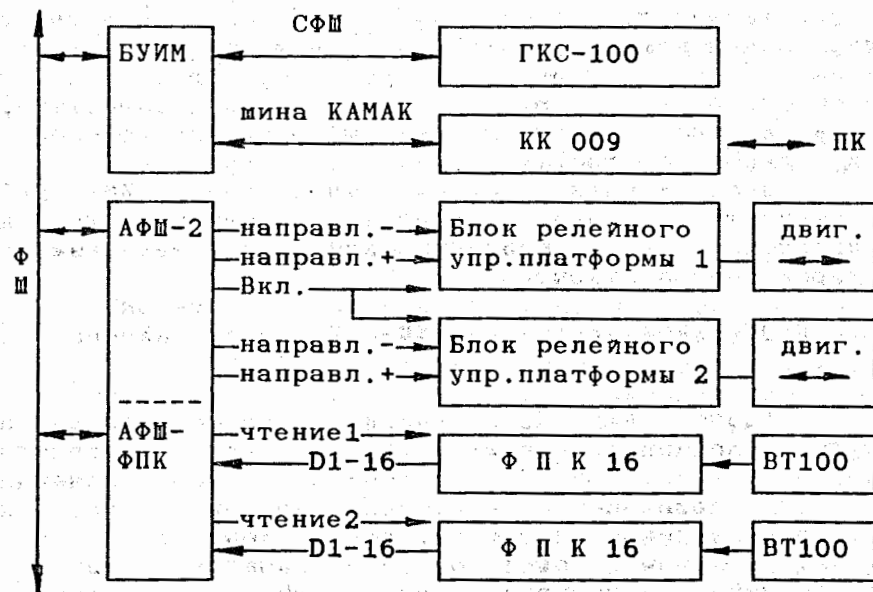 СФШ
БУИМ
ГКС-100
шина КАМАК
КК 009
ПК
ФШ
АФШ-2
направл.-
Блок релейного
двиг.
направл.+
упр.платформы 1
Вкл.
направл.-
Блок релейного
двиг.
направл.+
упр.платформы 2
АФШ-
ФПК
чтение1
D1-16
Ф П К 16
ВТ100
чтение2
D1-16
Ф П К 16
ВТ100